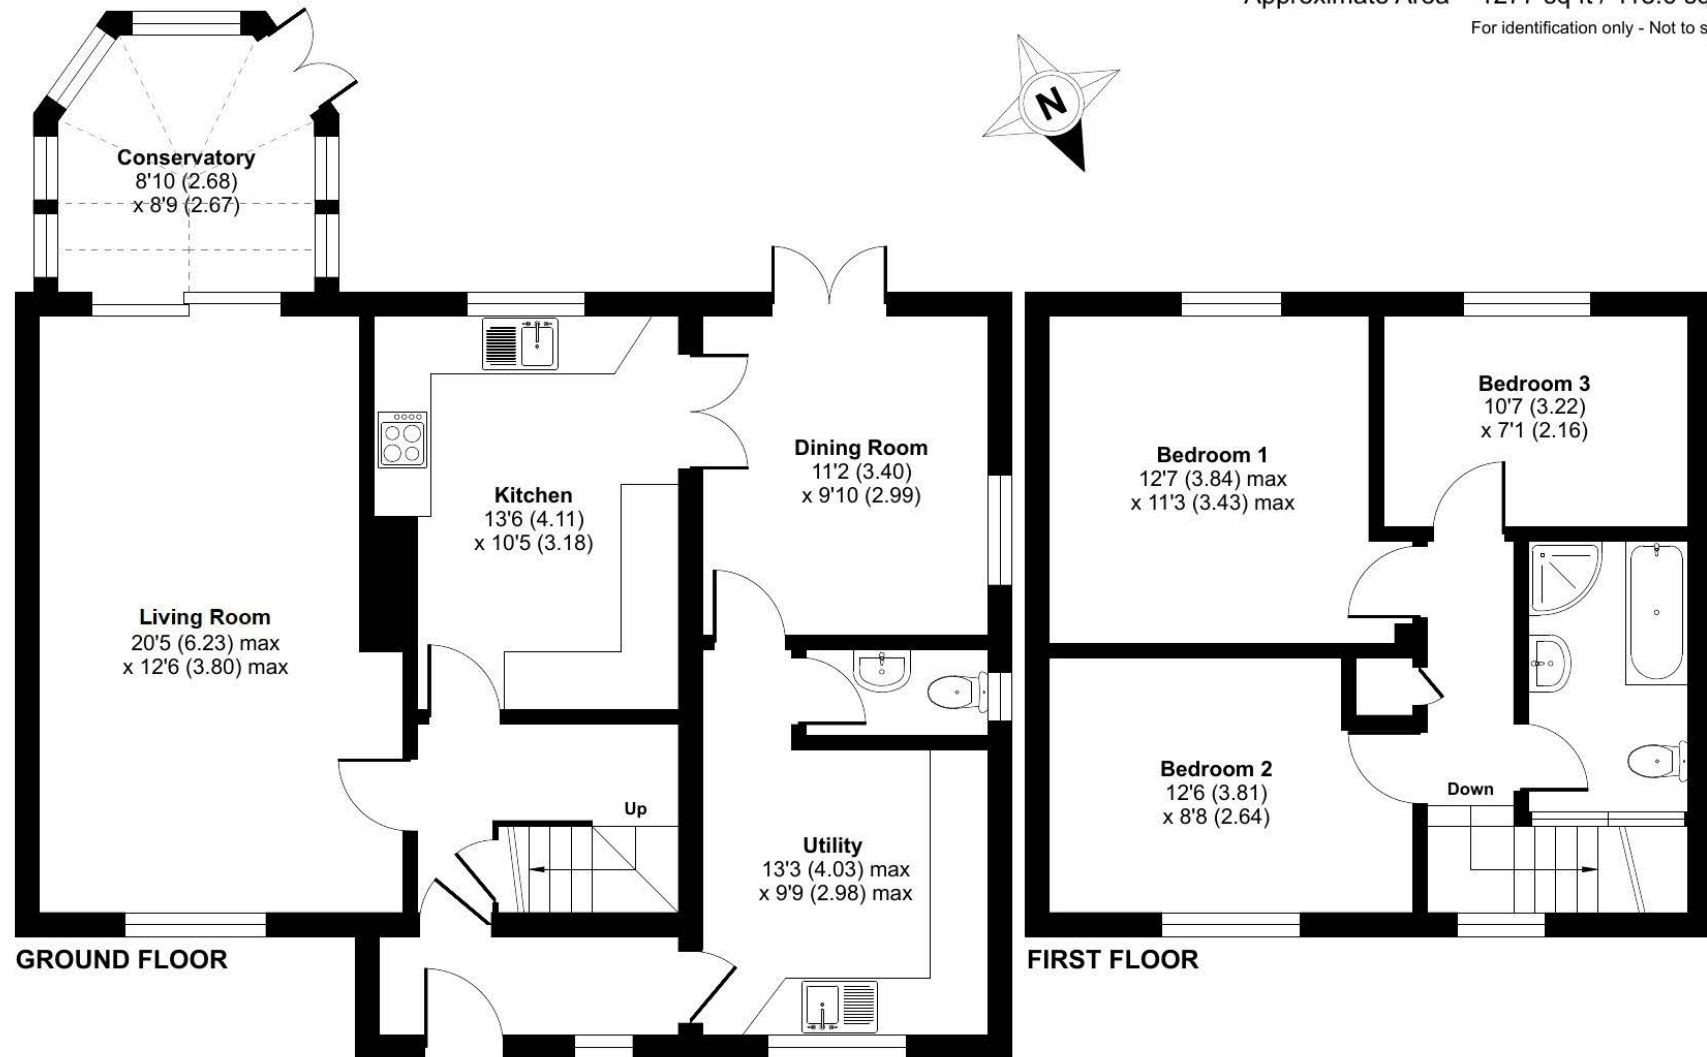 Approximate Area
For identification only - Not to
N
Conservatory
8'10 (2.68)
x 8'9 (2.67)
Living Room
20'5 (6.23) max
x 12'6 (3.80) max
Kitchen
13'6 (4.11)
x 10'5 (3.18)
Dining Room
11'2 (3.40)
x 9'10 (2.99)
Up
Utility
13'3 (4.03) max
x 9'9 (2.98) max
GROUND FLOOR
Bedroom 1
12'7 (3.84) max
x 11'3 (3.43) max
Bedroom 3
10'7 (3.22)
x 7'1 (2.16)
Bedroom 2
12'6 (3.81)
x 8'8 (2.64)
Down
FIRST FLOOR